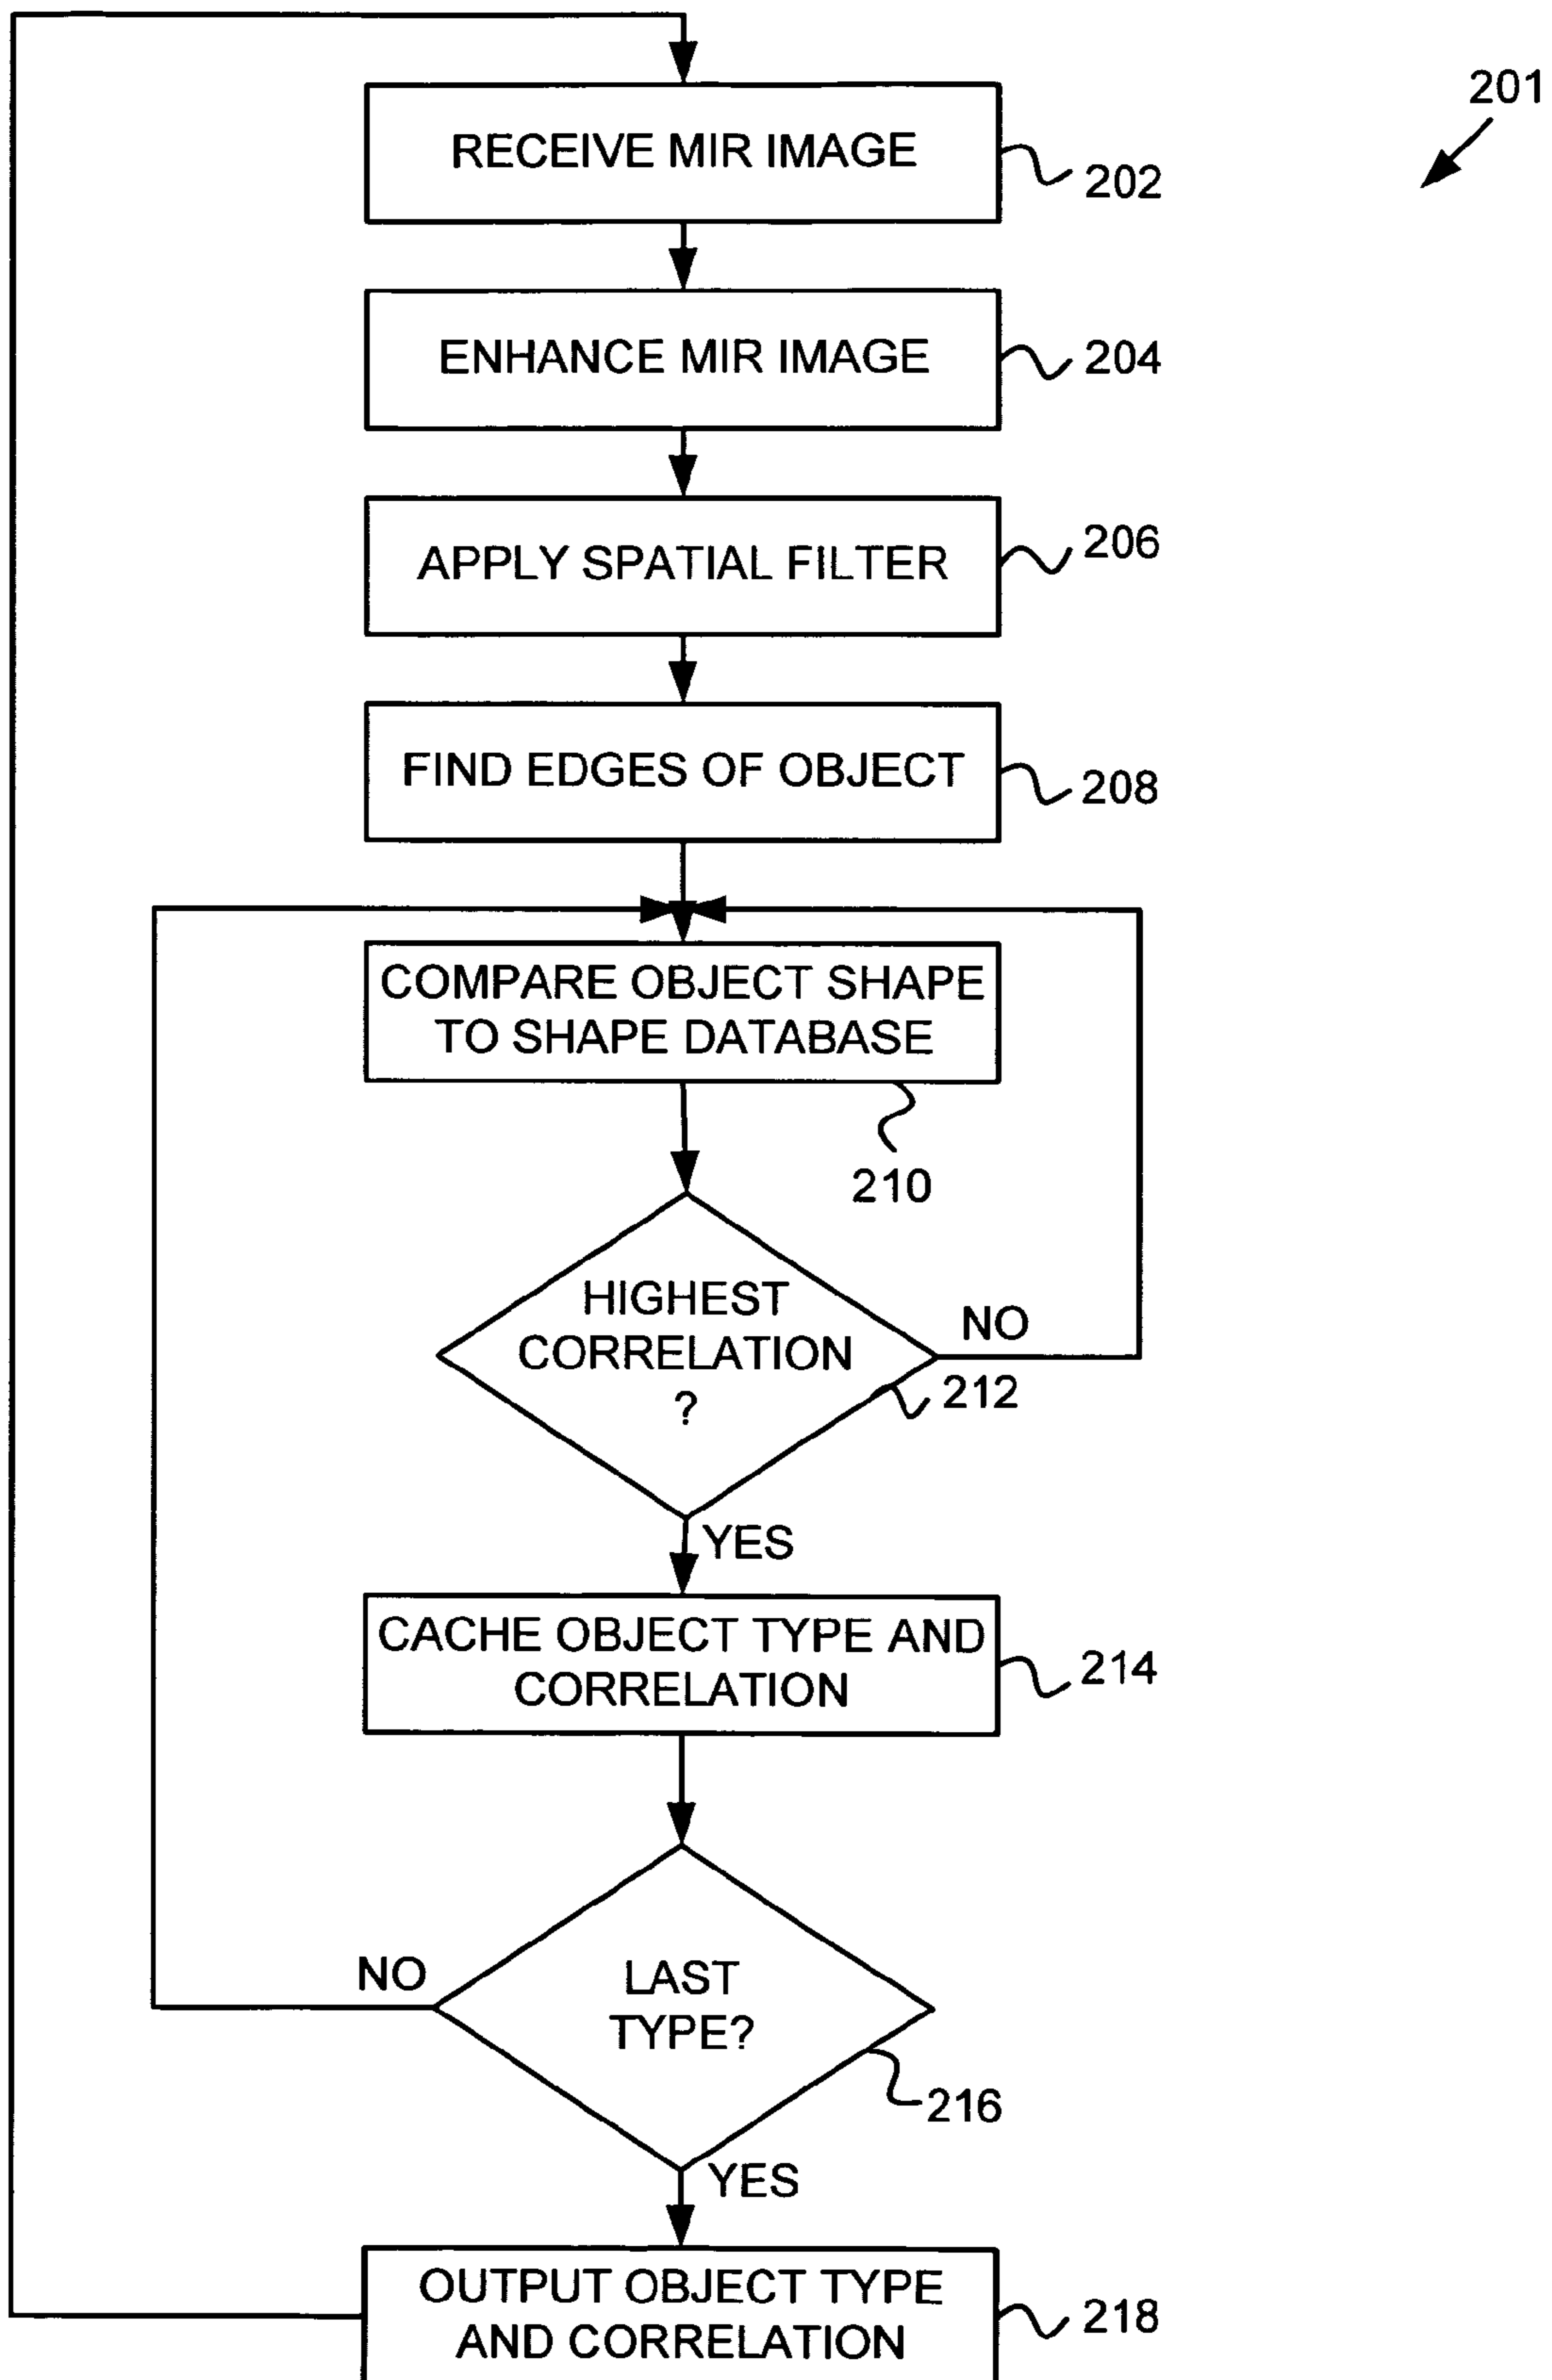 201
RECEIVE MIR IMAGE
202
ENHANCE MIR IMAGE
204
APPLY SPATIAL FILTER
206
FIND EDGES OF OBJECT
208
COMPARE OBJECT SHAPE
TO SHAPE DATABASE
210
HIGHEST
CORRELATION
?
NO
212
YES
CACHE OBJECT TYPE AND
CORRELATION
214
NO
LAST
TYPE?
216
YES
OUTPUT OBJECT TYPE
AND CORRELATION
218